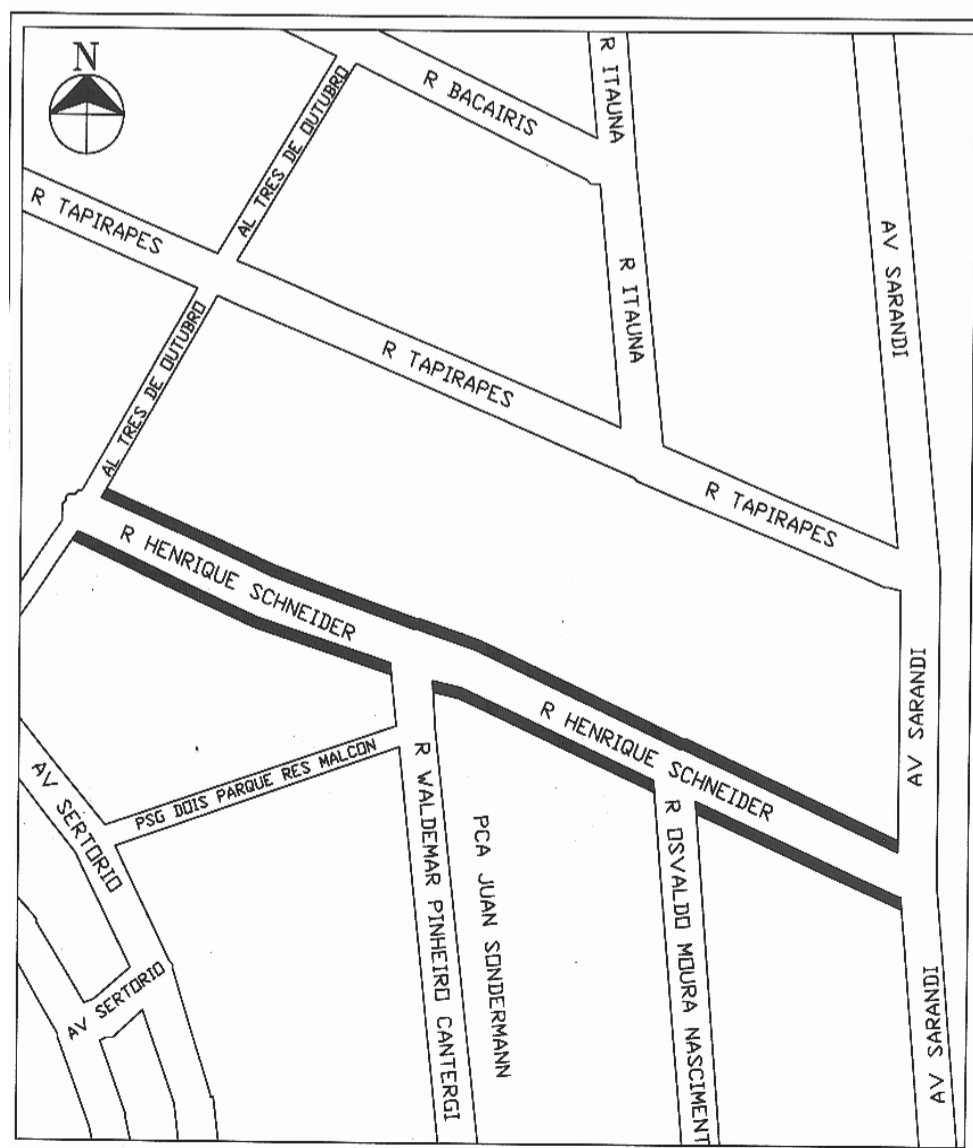 N
R BACAIRIS
R ITAUNA
AL TRES DE OUTUBRO
R TAPIRAPES
AV SARANDI
R ITAUNA
AL TRES DE OUTUBRO
R TAPIRAPES
R TAPIRAPES
R HENRIQUE SCHNEIDER
AV SARANDI
R HENRIQUE SCHNEIDER
PSG DOIS PARQUE RES MALCON
AV SERTORIO
R WALDEMAR PINHEIRO CANTERGI
PCA JUAN SONDERMANN
R OSVALDO MOURA NASCIMENT
AV SERTORIO
AV SARANDI